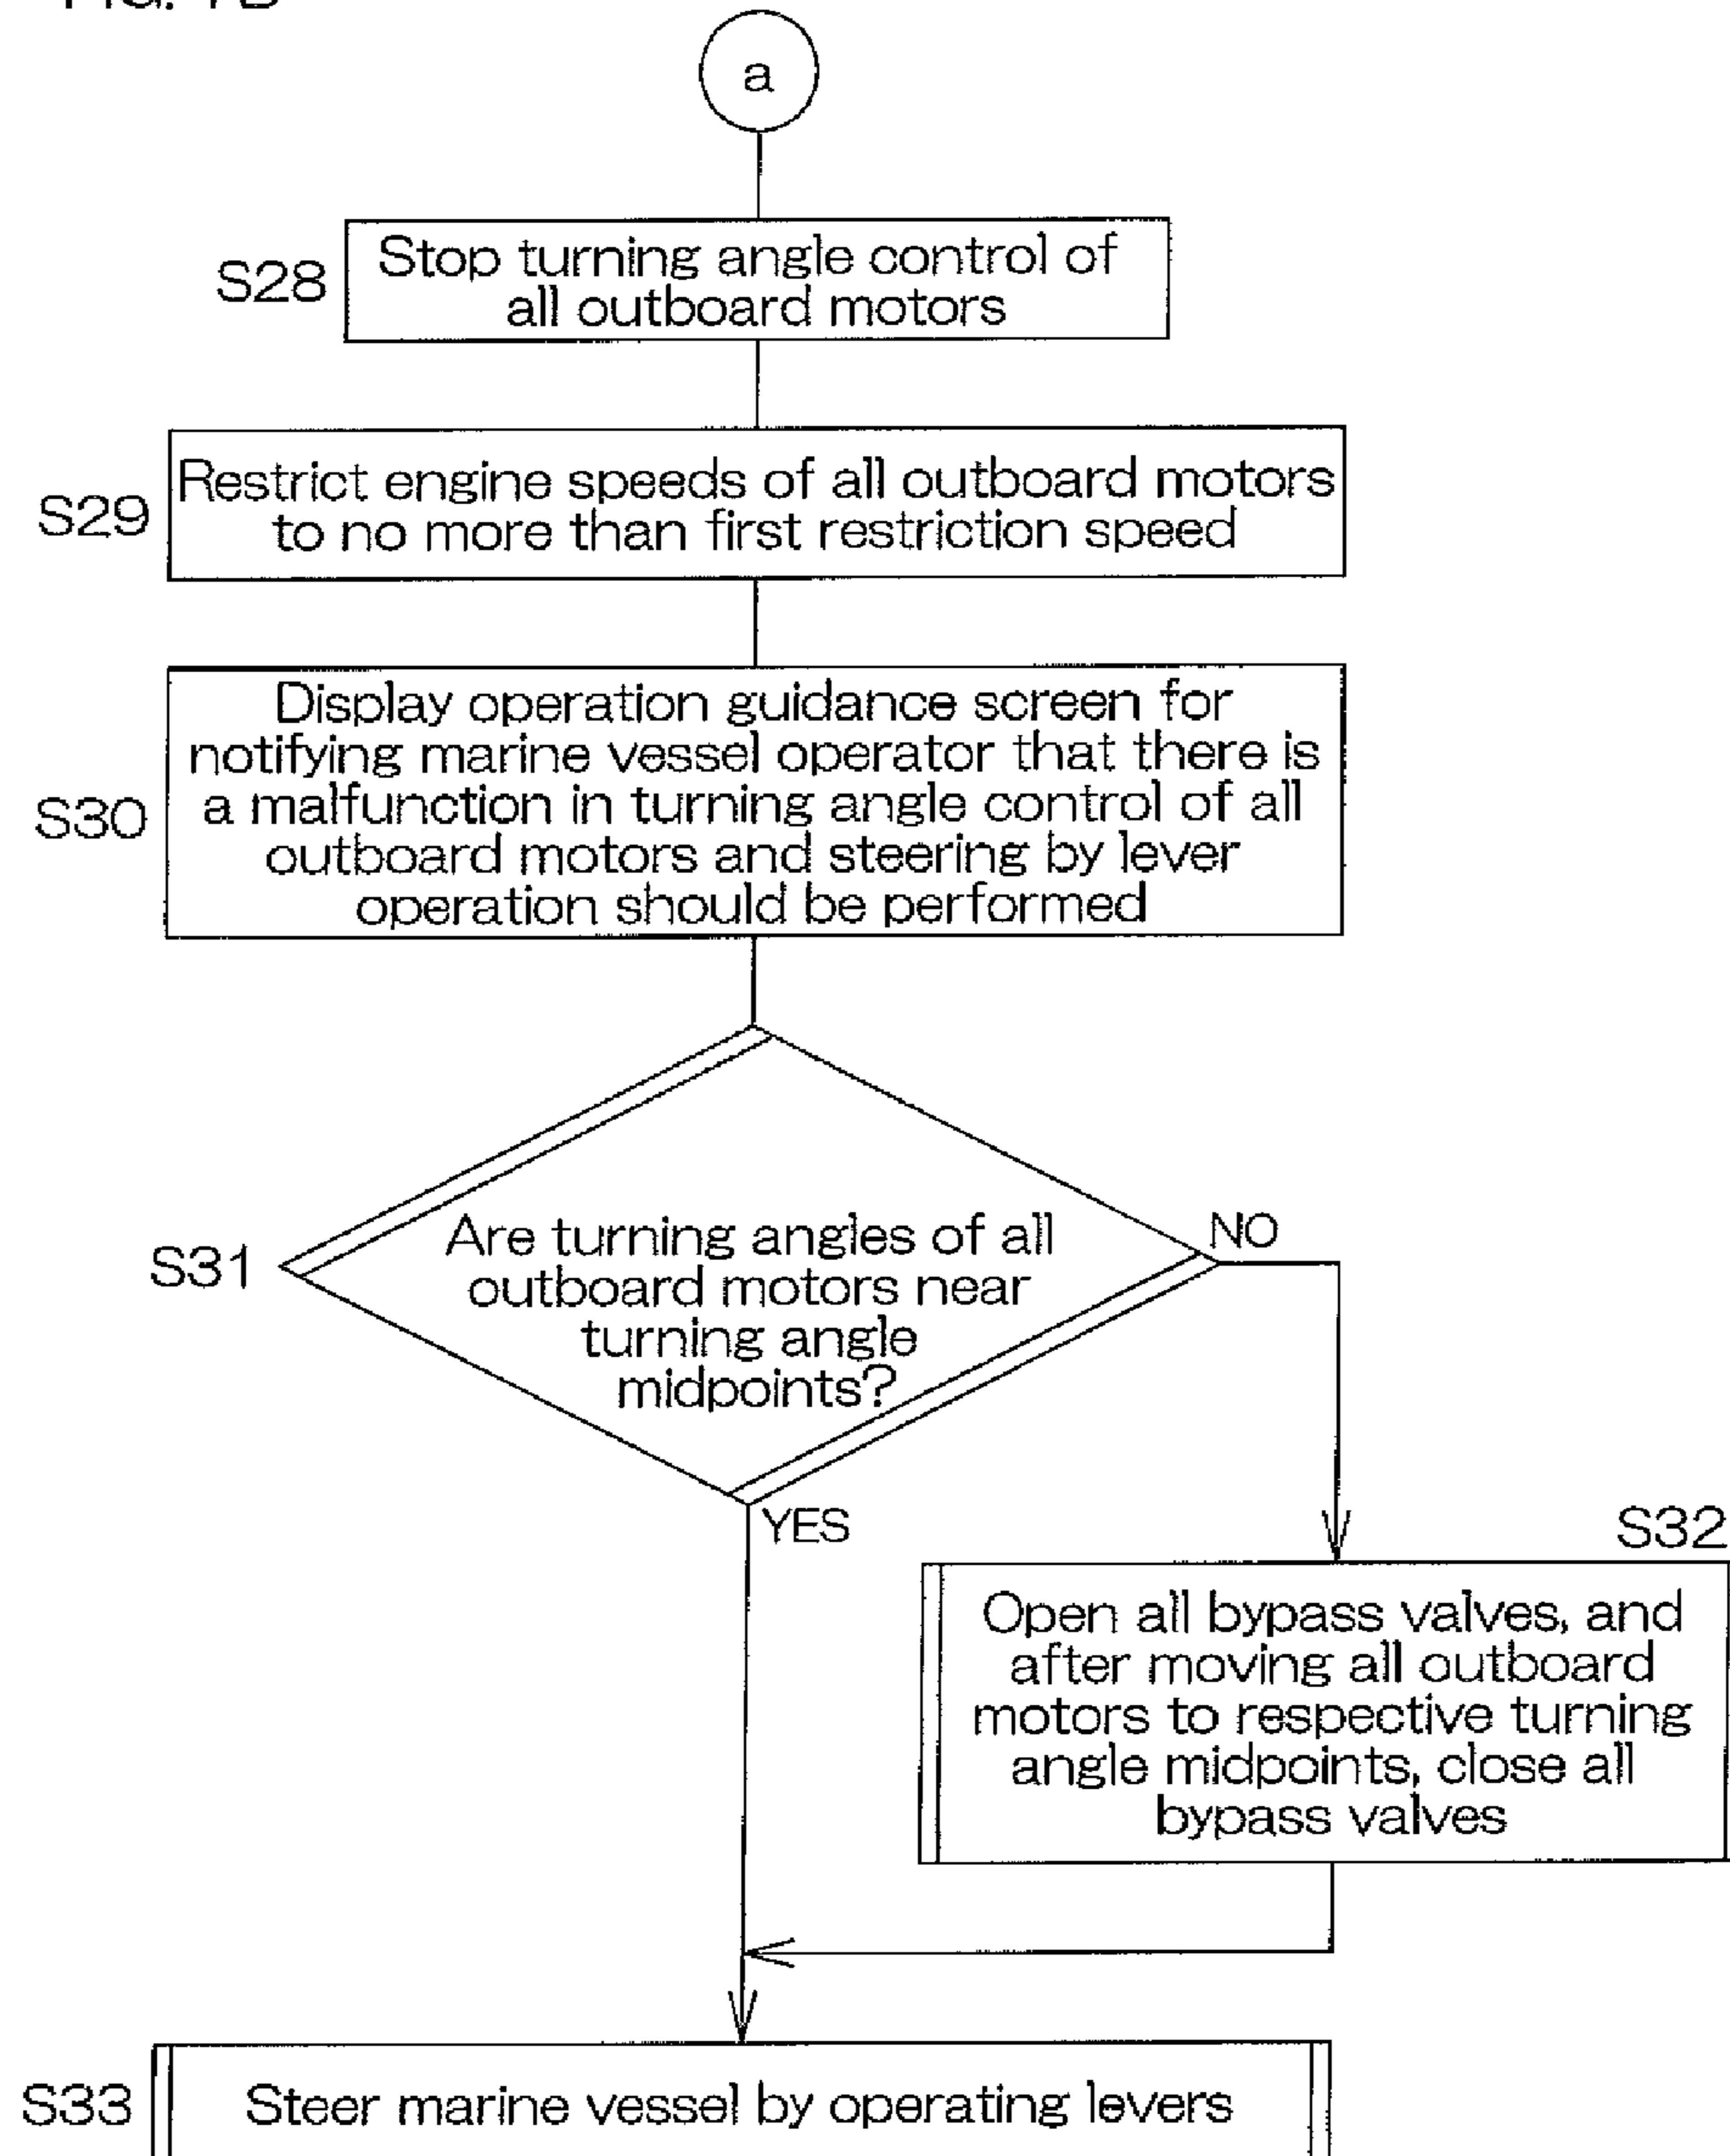 a
S28
Stop turning angle control of
all outboard motors
S29
Restrict engine speeds of all outboard motors
to no more than first restriction speed
S30
Display operation guidance screen for
notifying marine vessel operator that there is
a malfunction in turning angle control of all
outboard motors and steering by lever
operation should be performed
S31
Are turning angles of all
outboard motors near
turning angle
midpoints?
NO
YES
S32
Open all bypass valves, and
after moving all outboard
motors to respective turning
angle midpoints, close all
bypass valves
S33
Steer marine vessel by operating levers